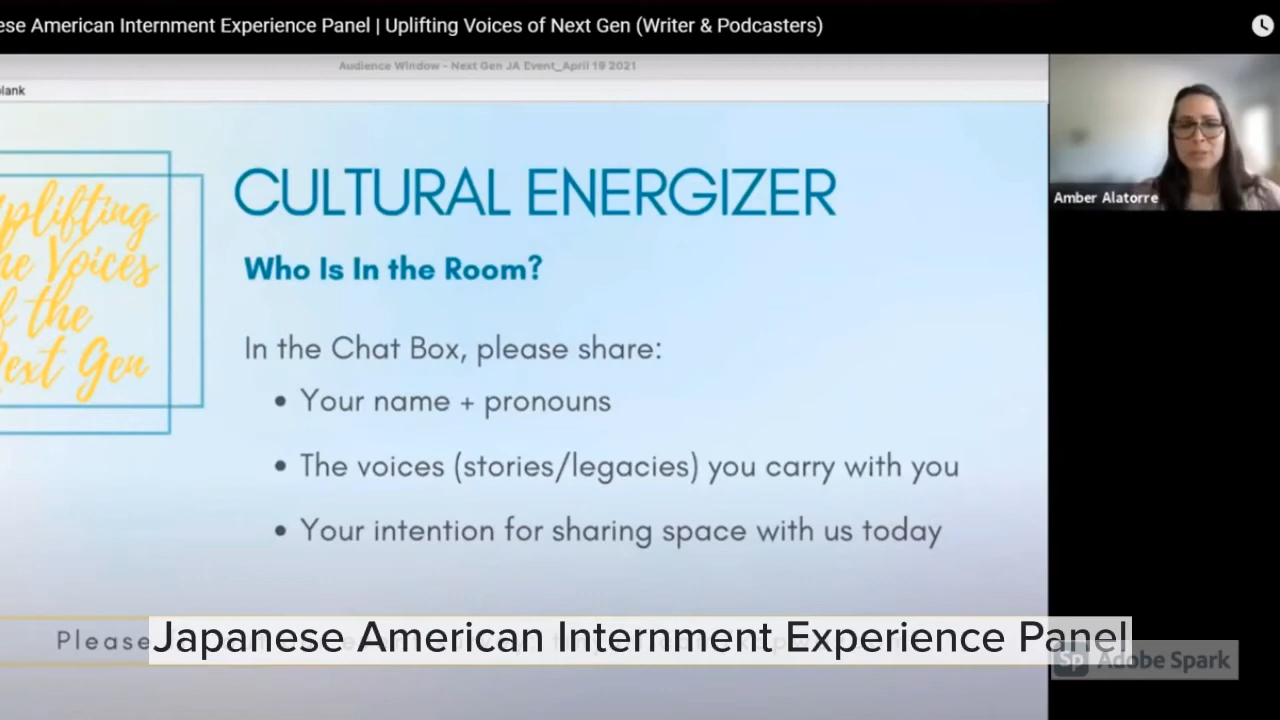 ese American Internment Experience Panel | Uplifting Voices of Next Gen (Writer & Podcasters)
Audience Window - Next Gen JA Event_April 19 2021
lank
Uplifting
he Voices
f the
ext Gen
CULTURAL ENERGIZER
Who Is In the Room?
In the Chat Box, please share:
• Your name + pronouns
• The voices (stories/legacies) you carry with you
• Your intention for sharing space with us today
Amber Alatorre
Please
Japanese American Internment Experience Panel
Sp Adobe Spark